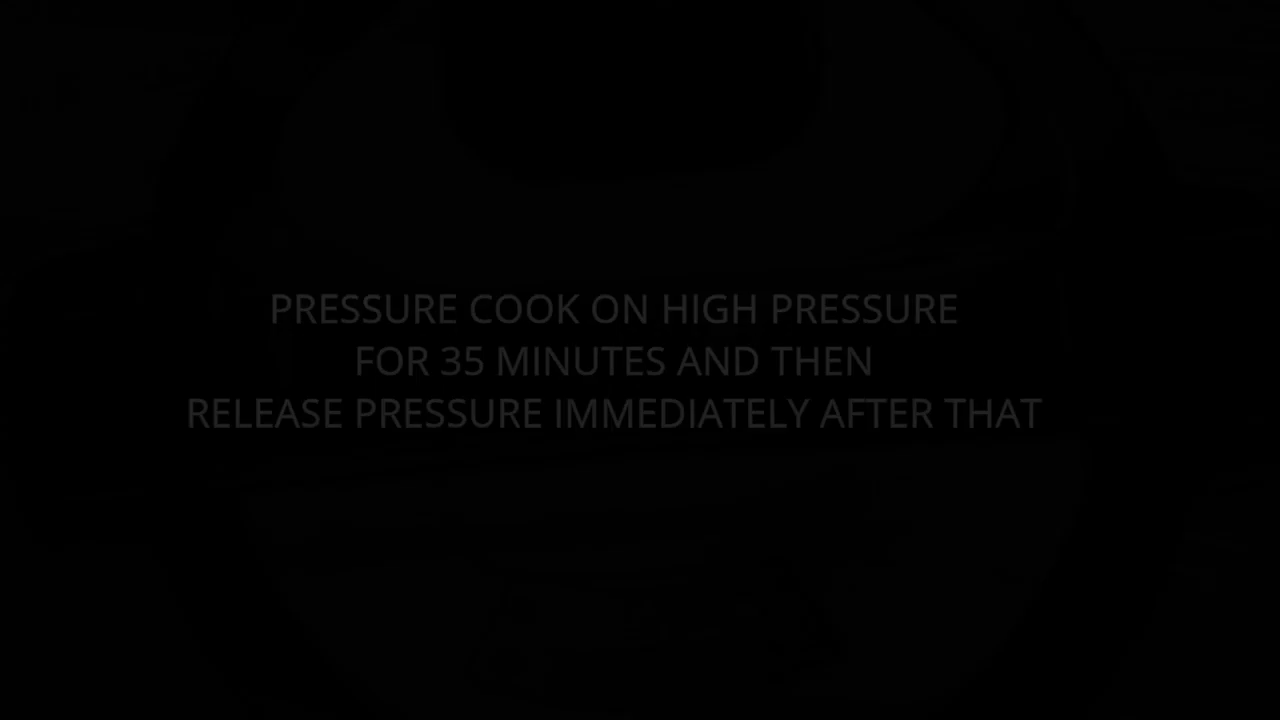 PRESSURE COOK ON HIGH PRESSURE
FOR 35 MINUTES AND THEN
RELEASE PRESSURE IMMEDIATELY AFTER THAT